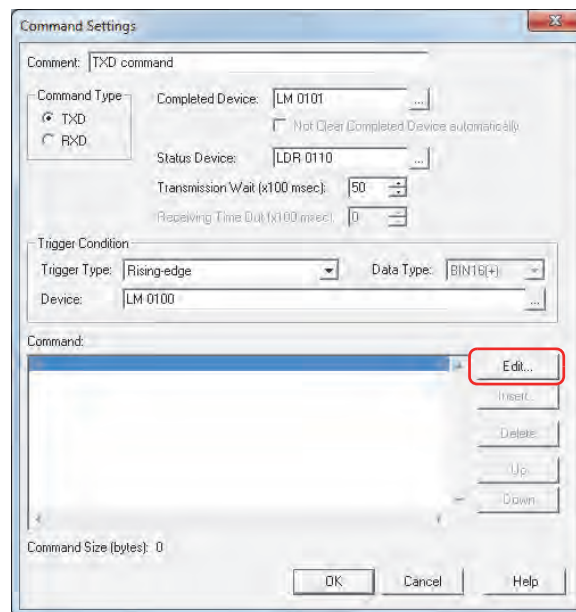 Command Settings
Comment: TXD command
Command Type
TXD
RXD
Completed Device: LM 0101 ...
Not Clear Completed Device automatically
Status Device: LDR 0110 ...
Transmission Wait (x100 msec): 50
Receiving Time Out (x100 msec): 0
Trigger Condition
Trigger Type: Rising-edge
Data Type: BIN16(+)
Device: LM 0100 ...
Command:
Edit...
Insert...
Delete
Up
Down
Command Size (bytes): 0
OK
Cancel
Help